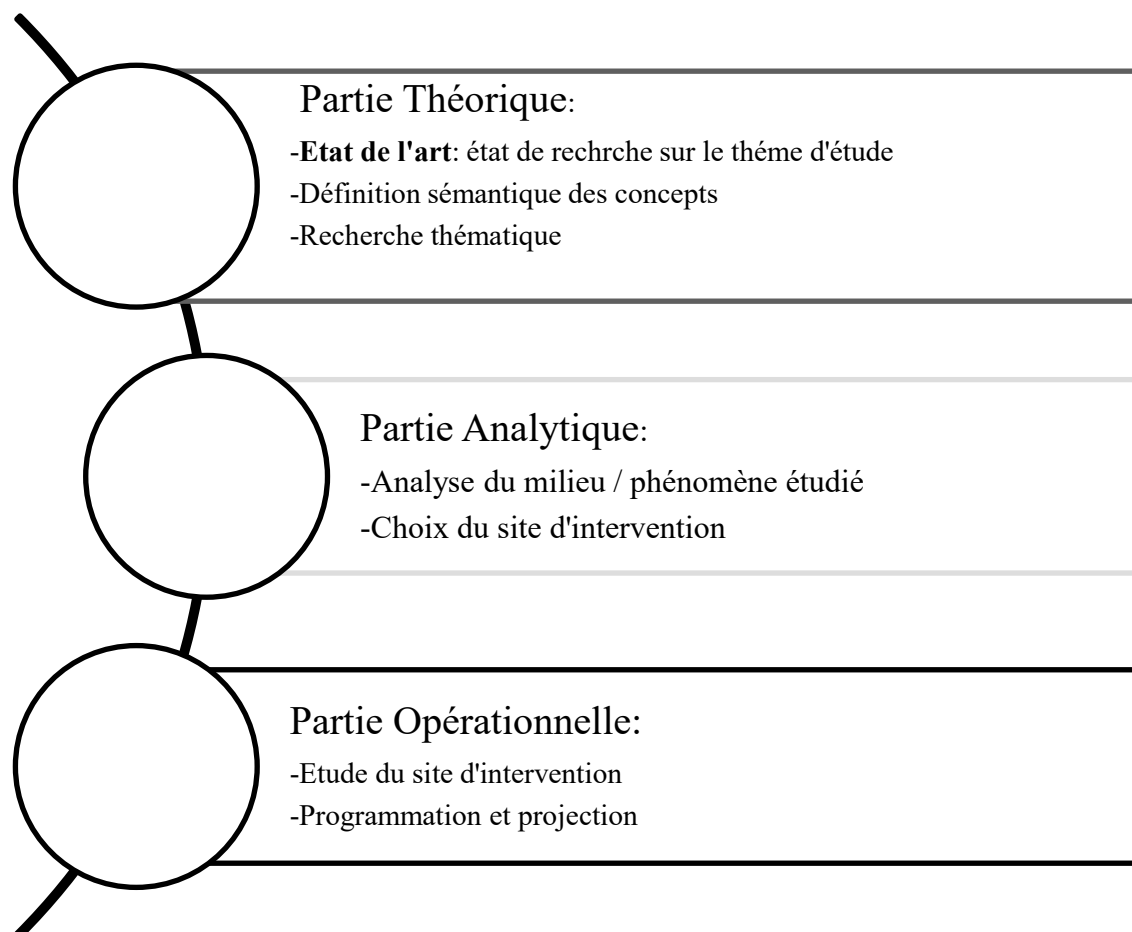 Partie Théorique:
-Etat de l'art: état de rechrche sur le théme d'étude
-Définition sémantique des concepts
-Recherche thématique
Partie Analytique:
-Analyse du milieu / phénomène étudié
-Choix du site d'intervention
Partie Opérationnelle:
-Etude du site d'intervention
-Programmation et projection